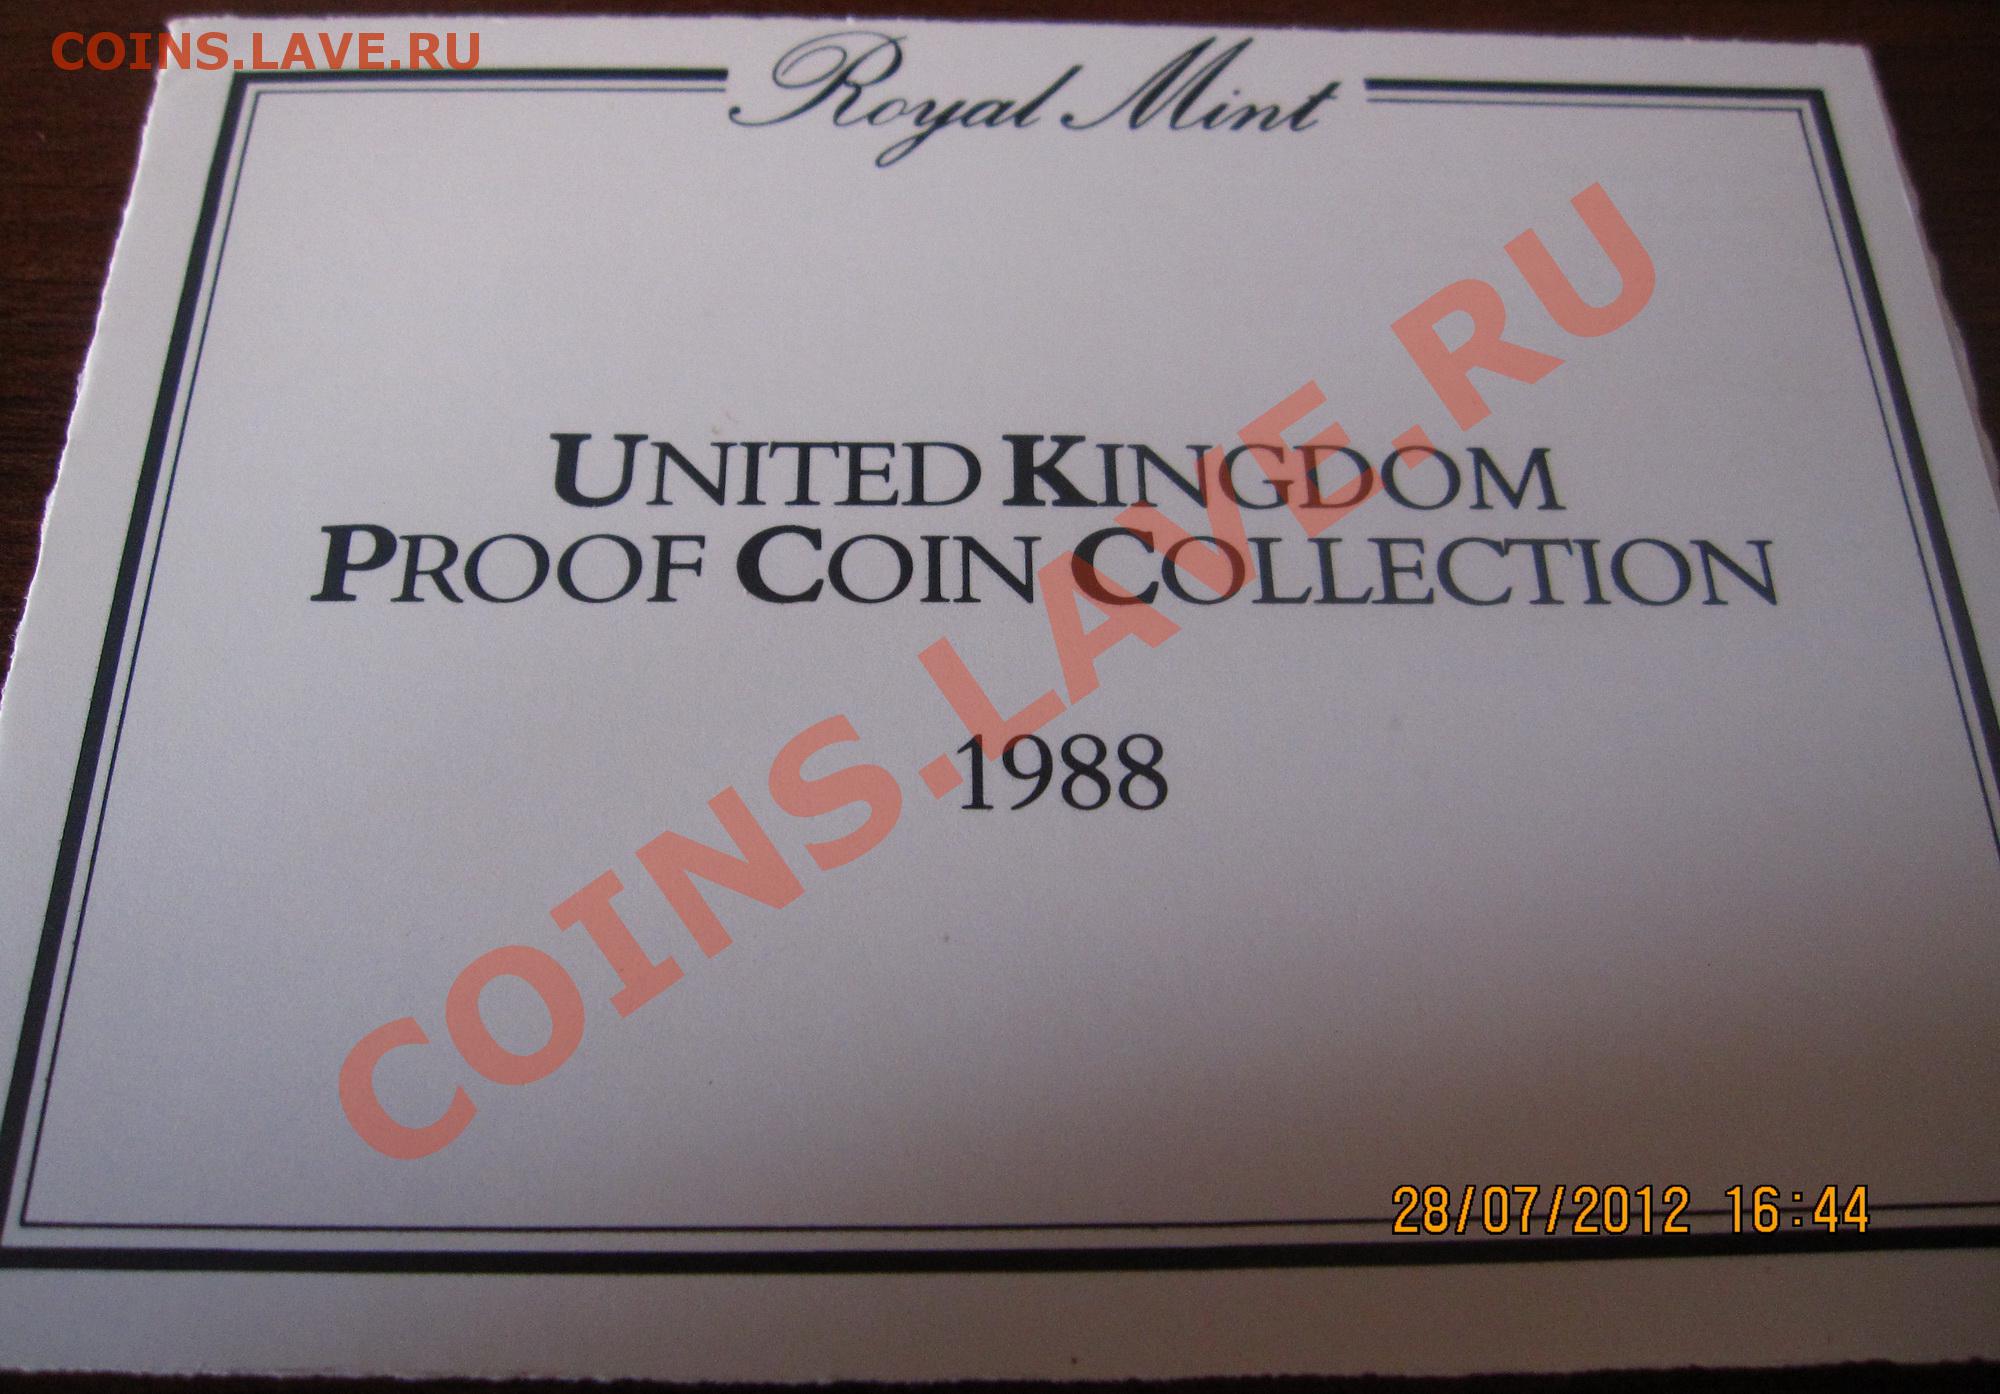 COINS.LAVE.RU
Royal Mint
UNITED KINGDOM
PROOF COIN COLLECTION
1988
COINS.LAVE.RU
28/07/2012 16:44